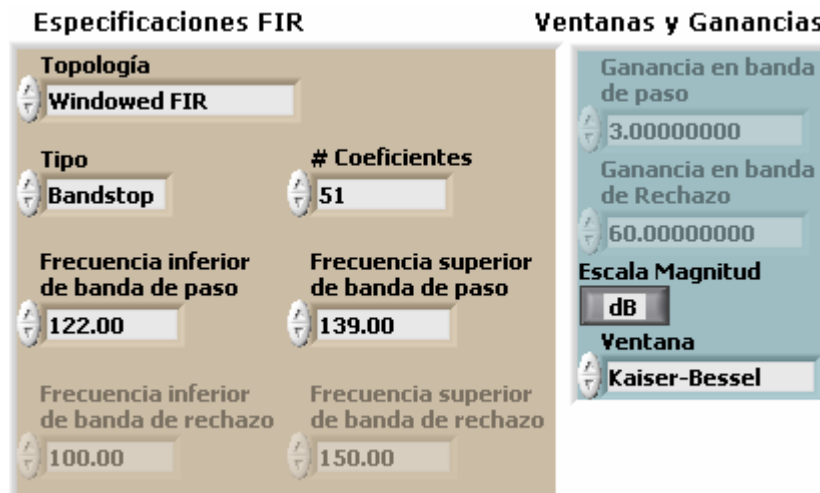 Especificaciones FIR
Topología
Windowed FIR
Tipo
# Coeficientes
Bandstop
51
Frecuencia inferior
de banda de paso
Frecuencia superior
de banda de paso
122.00
139.00
Frecuencia inferior
de banda de rechazo
Frecuencia superior
de banda de rechazo
100.00
150.00
Ventanas y Ganancias
Ganancia en banda
de paso
3.00000000
Ganancia en banda
de Rechazo
60.00000000
Escala Magnitud
dB
Ventana
Kaiser-Bessel